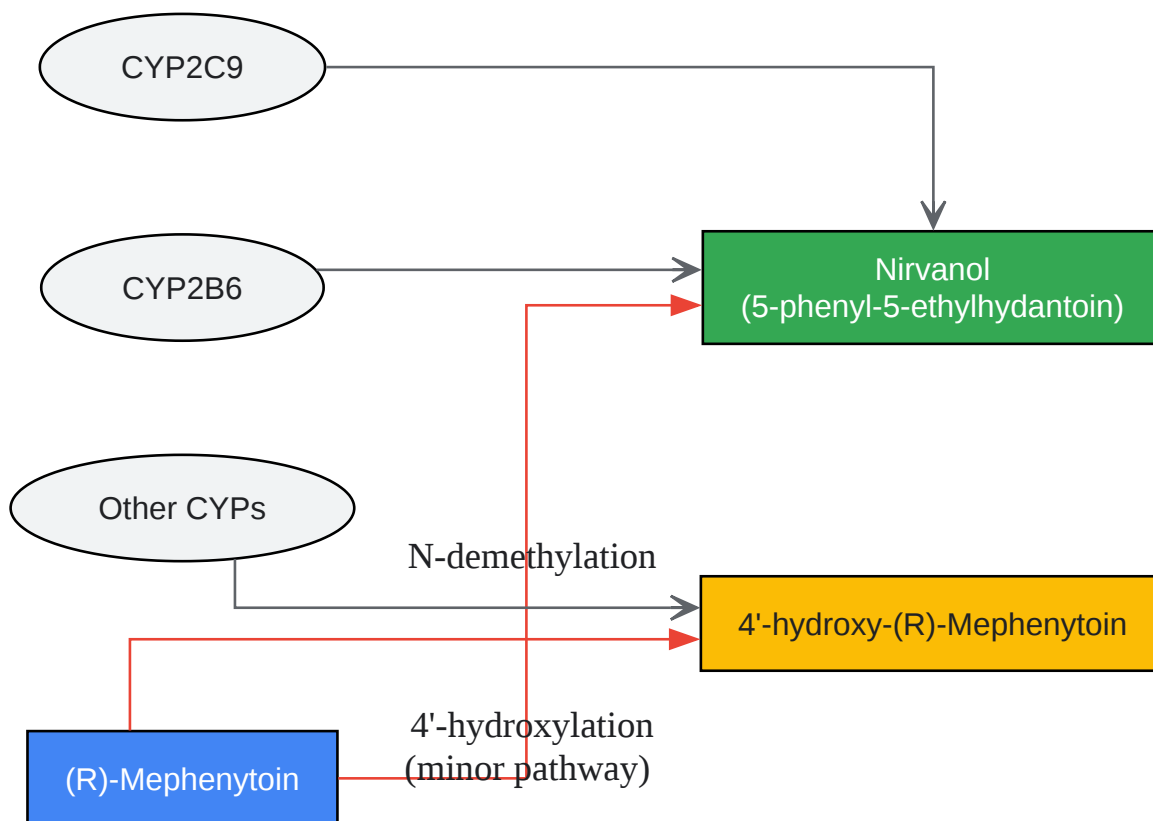 CYP2C9
CYP2B6
Nirvanol
(5-phenyl-5-ethylhydantoin)
Other CYPs
N-demethylation
4'-hydroxy-(R)-Mephenytoin
4'-hydroxylation
(minor pathway)
(R)-Mephenytoin